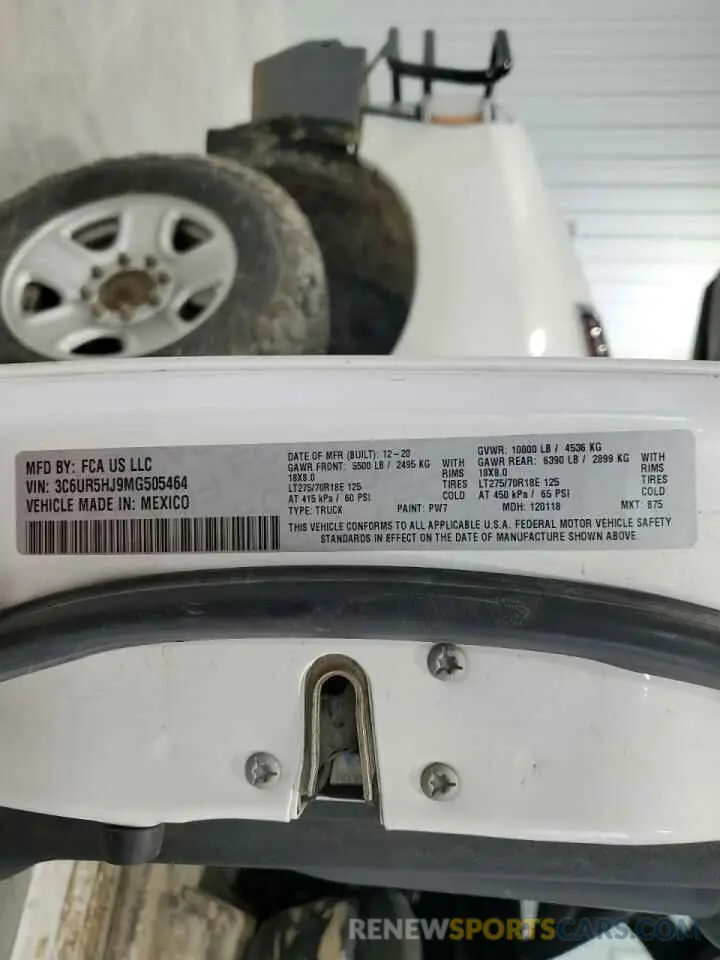 MFD BY: FCA US LLC
VIN: 3C6UR5HJ9MG505464
VEHICLE MADE IN: MEXICO
DATE OF MFR (BUILT): 12-20
GAWR FRONT: 5500 LB / 2495 KG WITH
18X8.0 RIMS
LT275/70R18E 125 TIRES
AT 415 kPa / 60 PSI COLD
TYPE: TRUCK PAINT: PW7
GVWR: 10000 LB / 4536 KG
GAWR REAR: 6390 LB / 2899 KG WITH
18X8.0 RIMS
LT275/70R18E 125 TIRES
AT 450 kPa / 65 PSI COLD
MDH: 120118 MKT: 875
THIS VEHICLE CONFORMS TO ALL APPLICABLE U.S.A. FEDERAL MOTOR VEHICLE SAFETY
STANDARDS IN EFFECT ON THE DATE OF MANUFACTURE SHOWN ABOVE
RENEWSPORTSCARS.COM